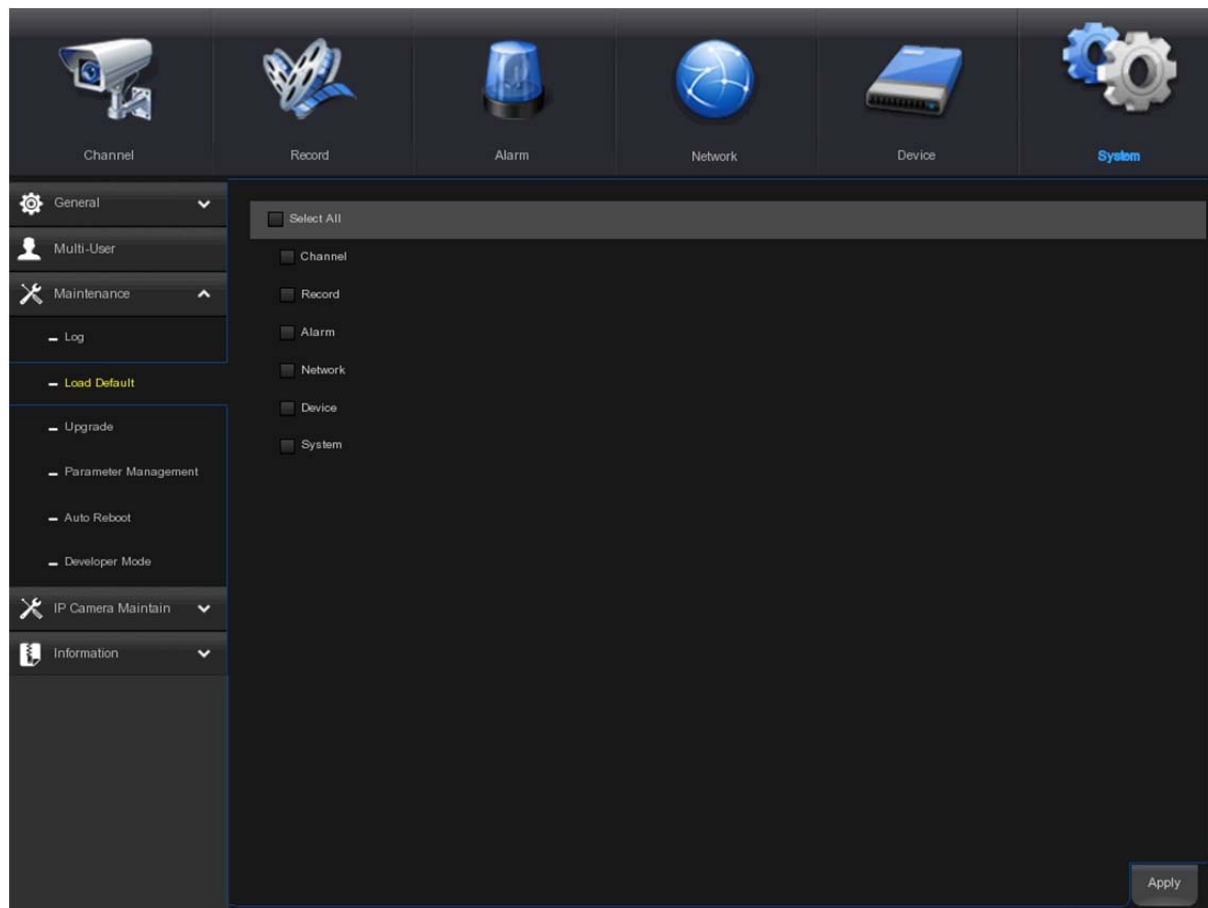 Channel
Record
Alarm
Network
Device
System
General
Multi-User
Maintenance
Log
Load Default
Upgrade
Parameter Management
Auto Reboot
Developer Mode
IP Camera Maintain
Information
Select All
Channel
Record
Alarm
Network
Device
System
Apply